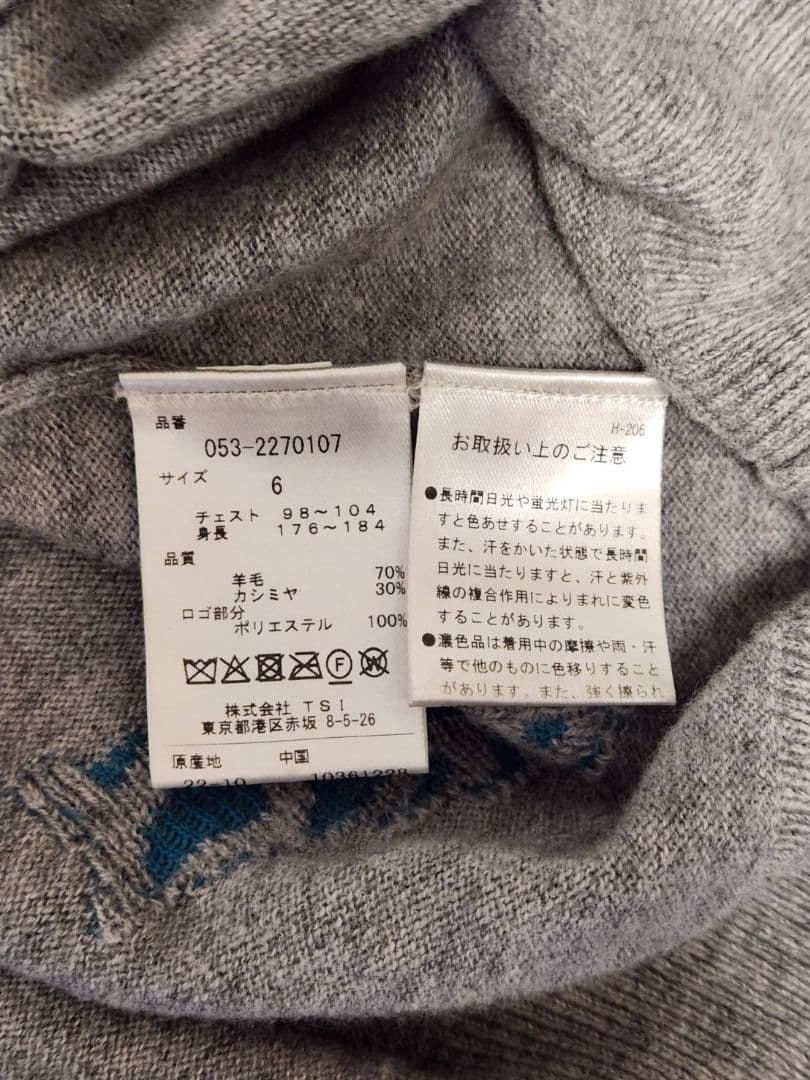 品番
053-2270107
サイズ
6
チェスト 98～104
身長 176～184
品質
羊毛 70%
カシミヤ 30%
ロゴ部分
ポリエステル 100%
F
W
株式会社 TSI
東京都港区赤坂 8-5-26
原産地 中国
22-10 10361228
H-206
お取扱い上のご注意
●長時間日光や蛍光灯に当たりま
すと色あせすることがあります。
また、汗をかいた状態で長時間
日光に当たりますと、汗と紫外
線の複合作用によりまれに変色
することがあります。
●濃色品は着用中の摩擦や雨・汗
等で他のものに色移りすること
があります。また、強く擦られ